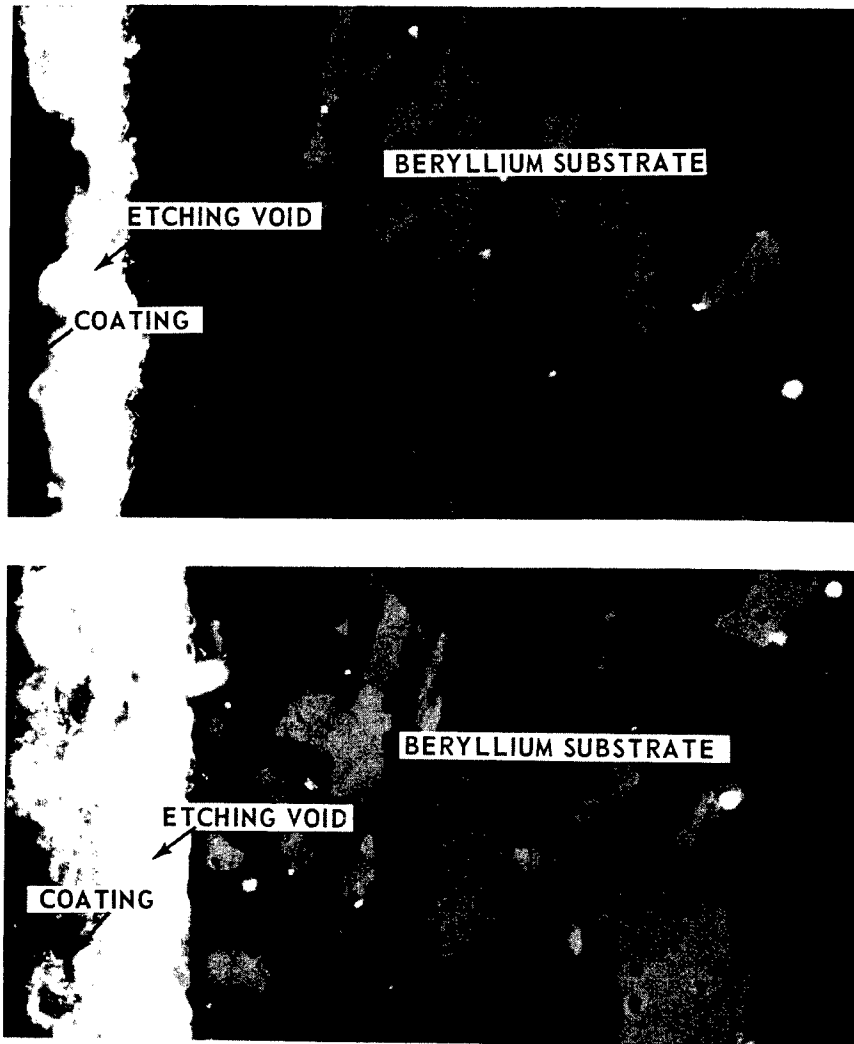 BERYLLIUM SUBSTRATE
ETCHING VOID
COATING
BERYLLIUM SUBSTRATE
ETCHING VOID
COATING